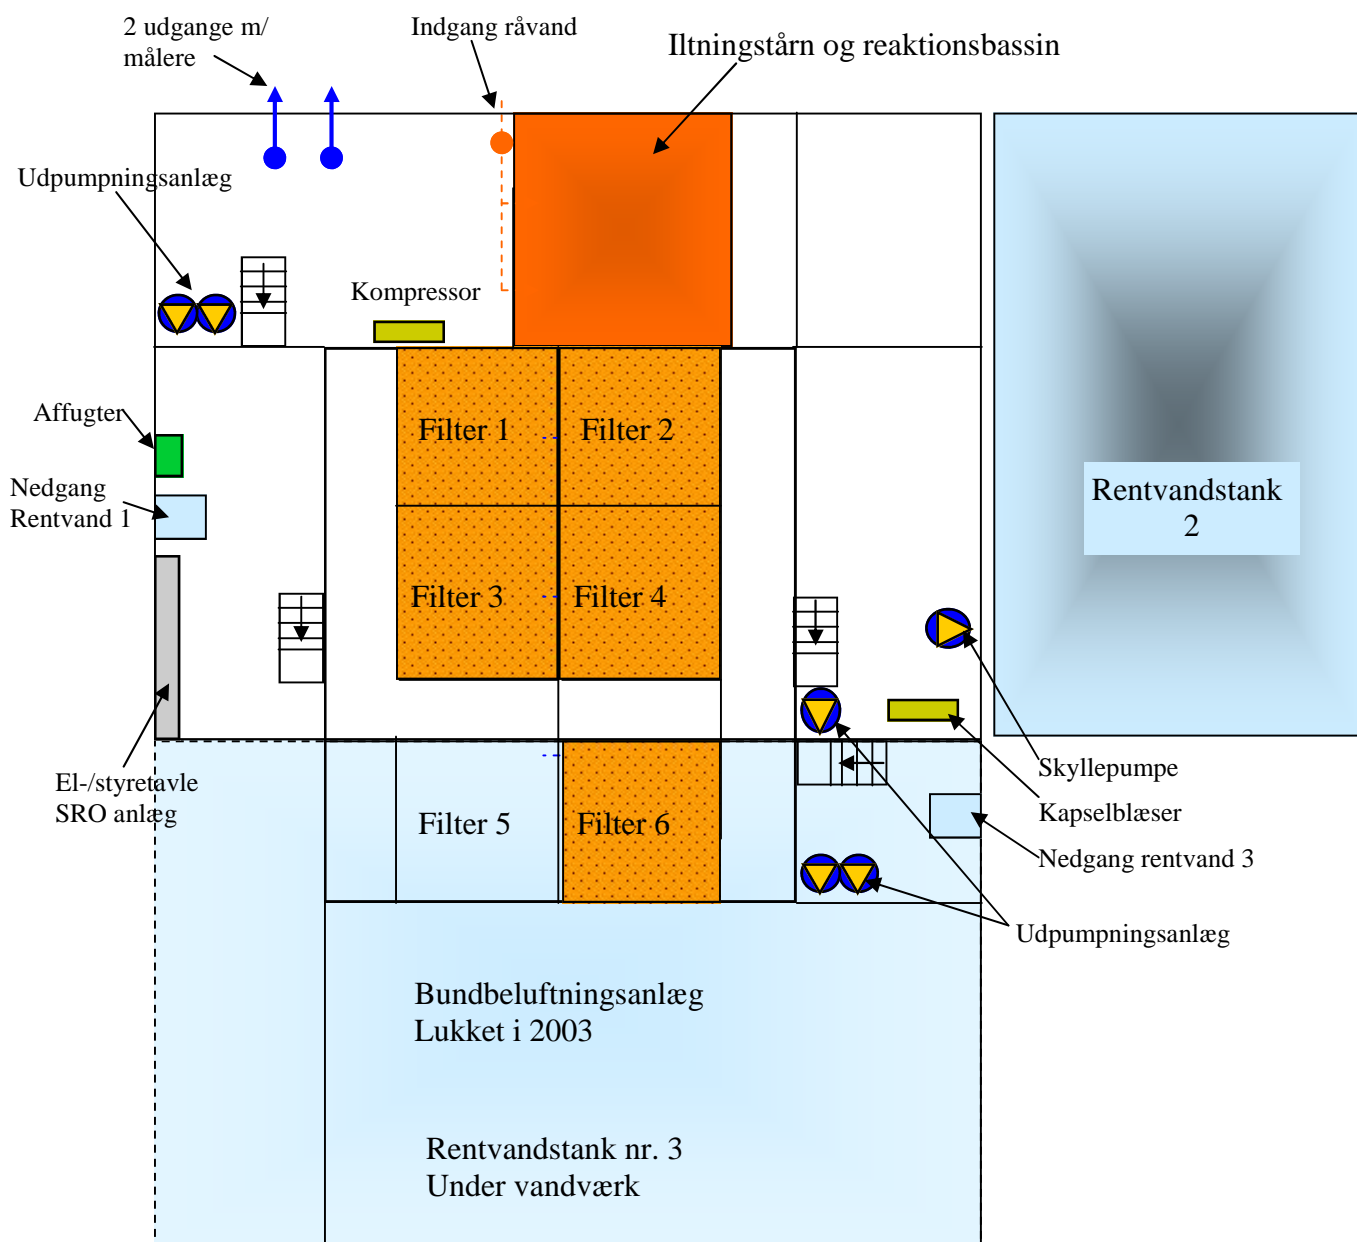 2 udgange m/
målere
Indgang råvand
Iltningstårn og reaktionsbassin
Udpumpningsanlæg
Kompressor
Affugter
Filter 1
Filter 2
Nedgang
Rentvand 1
Rentvandstank
2
Filter 3
Filter 4
El-/styretavle
SRO anlæg
Skyllepumpe
Kapselblæser
Filter 5
Filter 6
Nedgang rentvand 3
Udpumpningsanlæg
Bundbeluftningsanlæg
Lukket i 2003
Rentvandstank nr. 3
Under vandværk